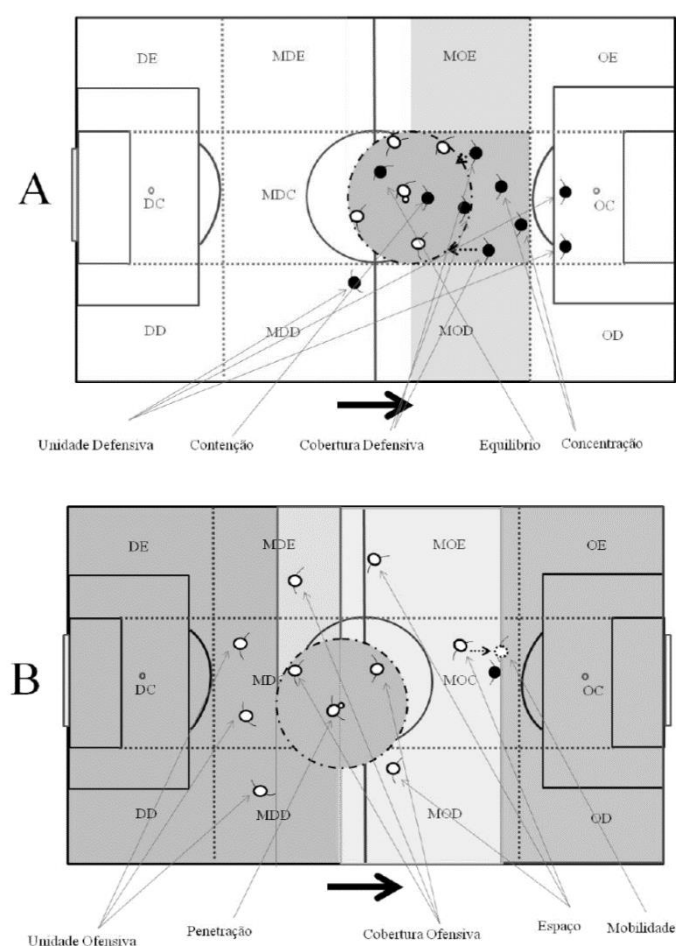 DE MDE MOE OE
A
DC MDC OC
DD MDD MOD OD
Unidade Defensiva Contenção Cobertura Defensiva Equilíbrio Concentração
DE MDE MOE OE
B
DC MD MOC OC
DD MDD MOD OD
Unidade Ofensiva Penetração Cobertura Ofensiva Espaço Mobilidade